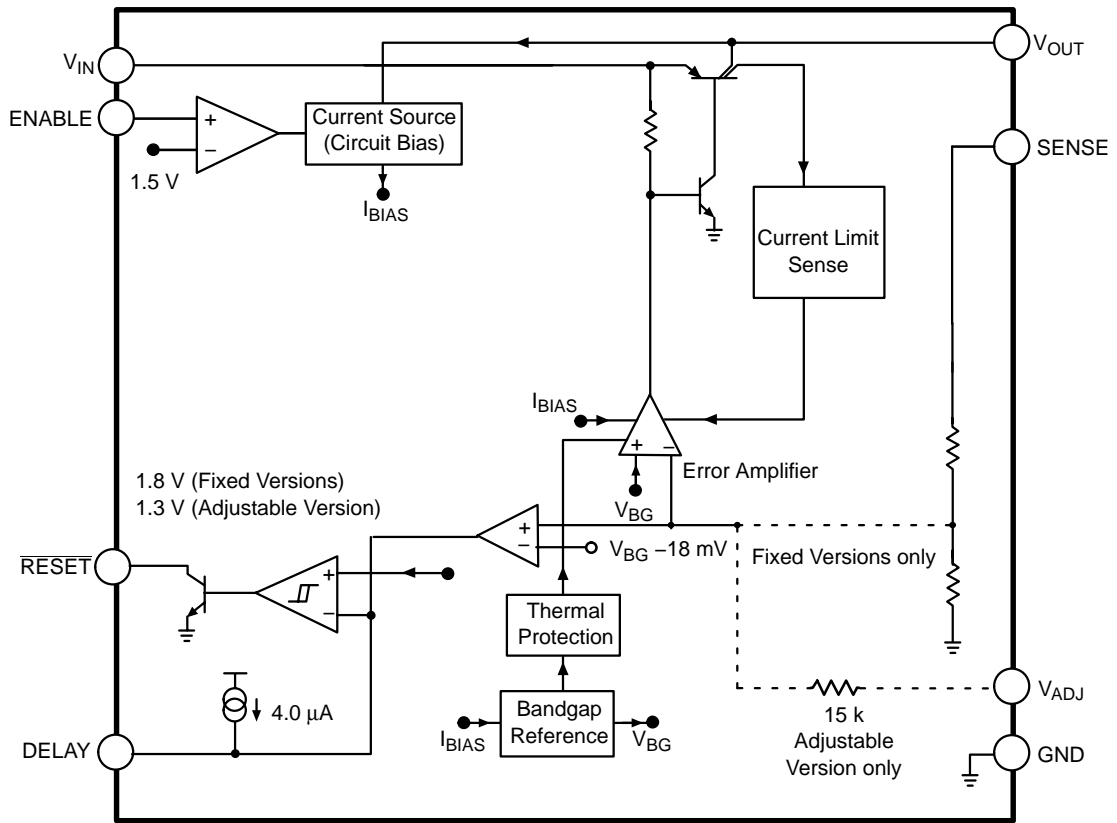 VIN
VOUT
ENABLE
+
−
1.5 V
Current Source
(Circuit Bias)
IBIAS
SENSE
Current Limit
Sense
IBIAS
+ −
Error Amplifier
VBG
1.8 V (Fixed Versions)
1.3 V (Adjustable Version)
+
−
VBG −18 mV
Fixed Versions only
RESET
+
−
Thermal
Protection
4.0 μA
IBIAS
Bandgap
Reference
VBG
15 k
Adjustable
Version only
VADJ
DELAY
GND